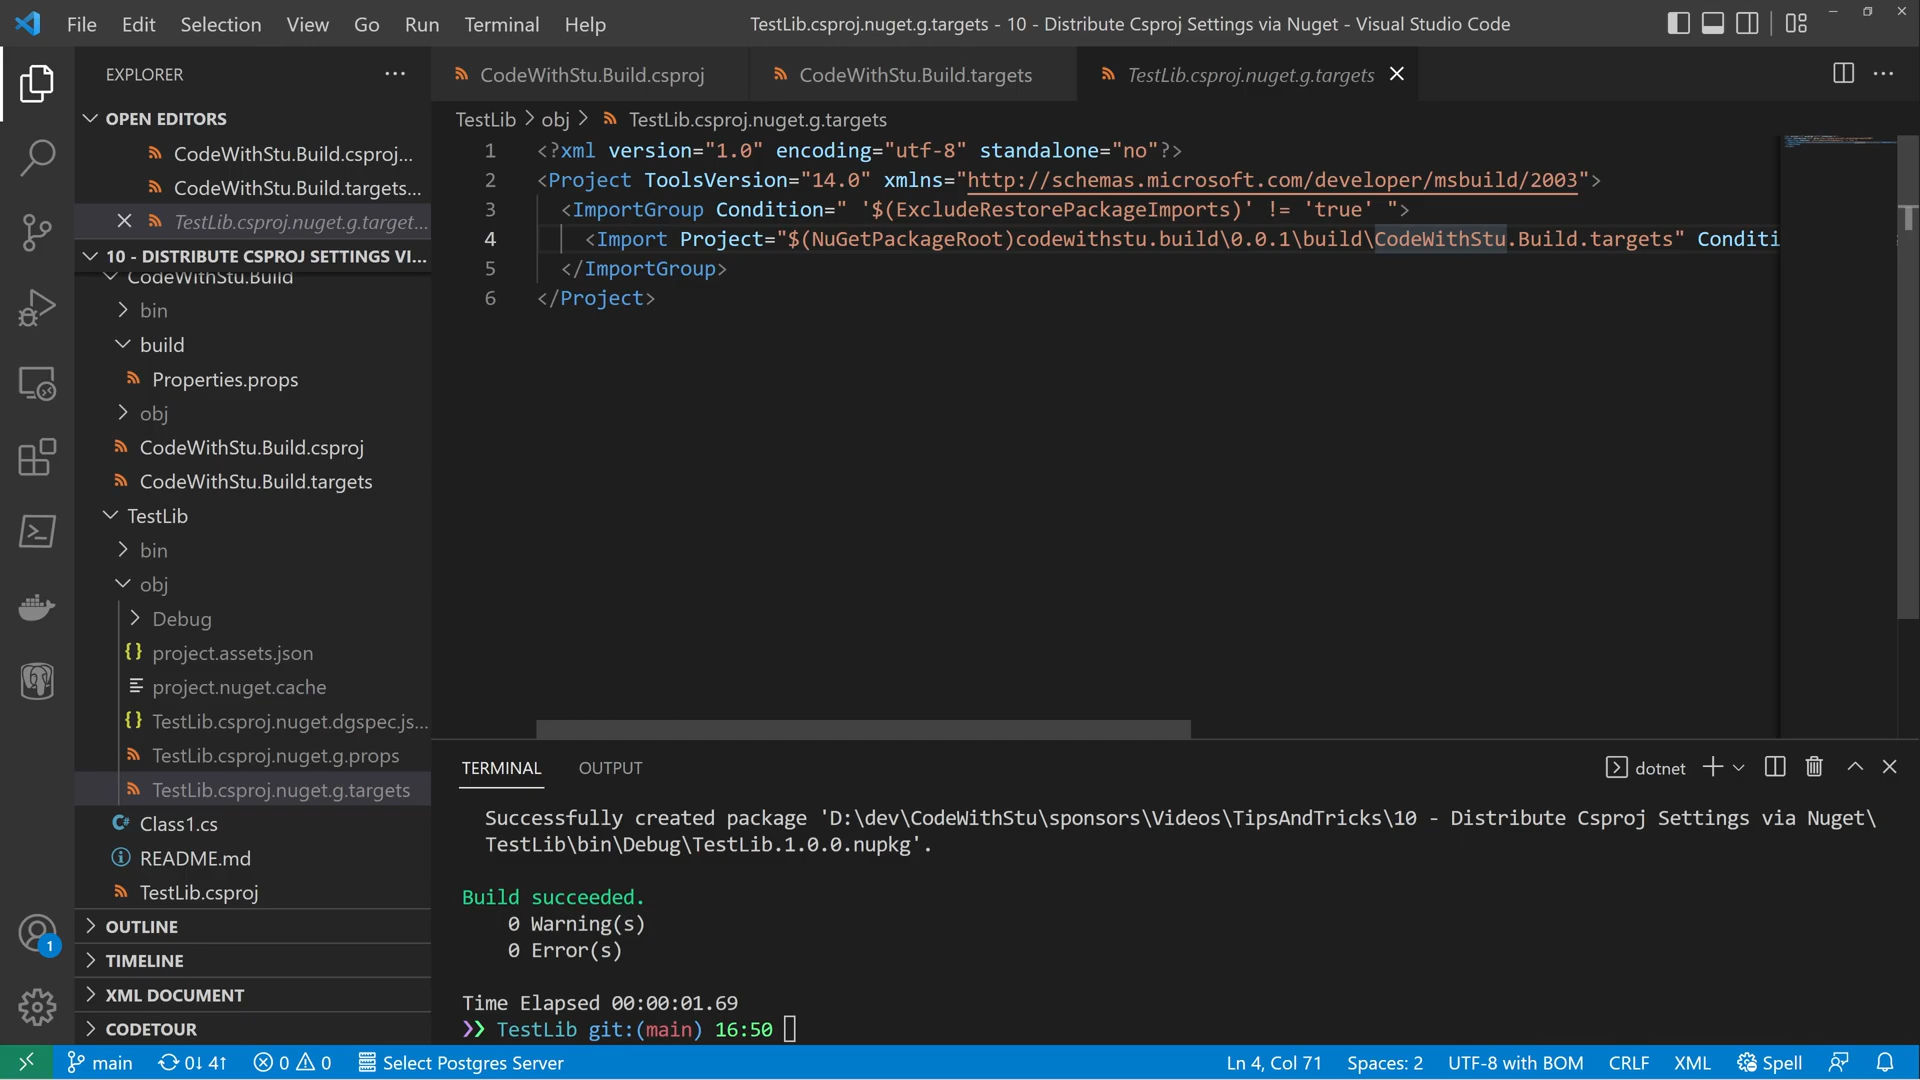 File Edit Selection View Go Run Terminal Help
TestLib.csproj.nuget.g.targets - 10 - Distribute Csproj Settings via Nuget - Visual Studio Code
EXPLORER
OPEN EDITORS
CodeWithStu.Build.csproj...
CodeWithStu.Build.targets...
TestLib.csproj.nuget.g.target...
10 - DISTRIBUTE CSPROJ SETTINGS VI...
CodeWithStu.Build
bin
build
Properties.props
obj
CodeWithStu.Build.csproj
CodeWithStu.Build.targets
TestLib
bin
obj
Debug
project.assets.json
project.nuget.cache
TestLib.csproj.nuget.dgspec.js...
TestLib.csproj.nuget.g.props
TestLib.csproj.nuget.g.targets
Class1.cs
README.md
TestLib.csproj
OUTLINE
TIMELINE
XML DOCUMENT
CODETOUR
1
CodeWithStu.Build.csproj CodeWithStu.Build.targets TestLib.csproj.nuget.g.targets
TestLib > obj > TestLib.csproj.nuget.g.targets
1 <?xml version="1.0" encoding="utf-8" standalone="no"?>
2 <Project ToolsVersion="14.0" xmlns="http://schemas.microsoft.com/developer/msbuild/2003">
3 <ImportGroup Condition=" '$(ExcludeRestorePackageImports)' != 'true' ">
4 <Import Project="$(NuGetPackageRoot)codewithstu.build\0.0.1\build\CodeWithStu.Build.targets" Conditi
5 </ImportGroup>
6 </Project>
TERMINAL OUTPUT
dotnet
Successfully created package 'D:\dev\CodeWithStu\sponsors\Videos\TipsAndTricks\10 - Distribute Csproj Settings via Nuget\
TestLib\bin\Debug\TestLib.1.0.0.nupkg'.
Build succeeded.
0 Warning(s)
0 Error(s)
Time Elapsed 00:00:01.69
❯❯ TestLib git:(main) 16:50
main 0↓ 4↑ 0 0 Select Postgres Server Ln 4, Col 71 Spaces: 2 UTF-8 with BOM CRLF XML Spell